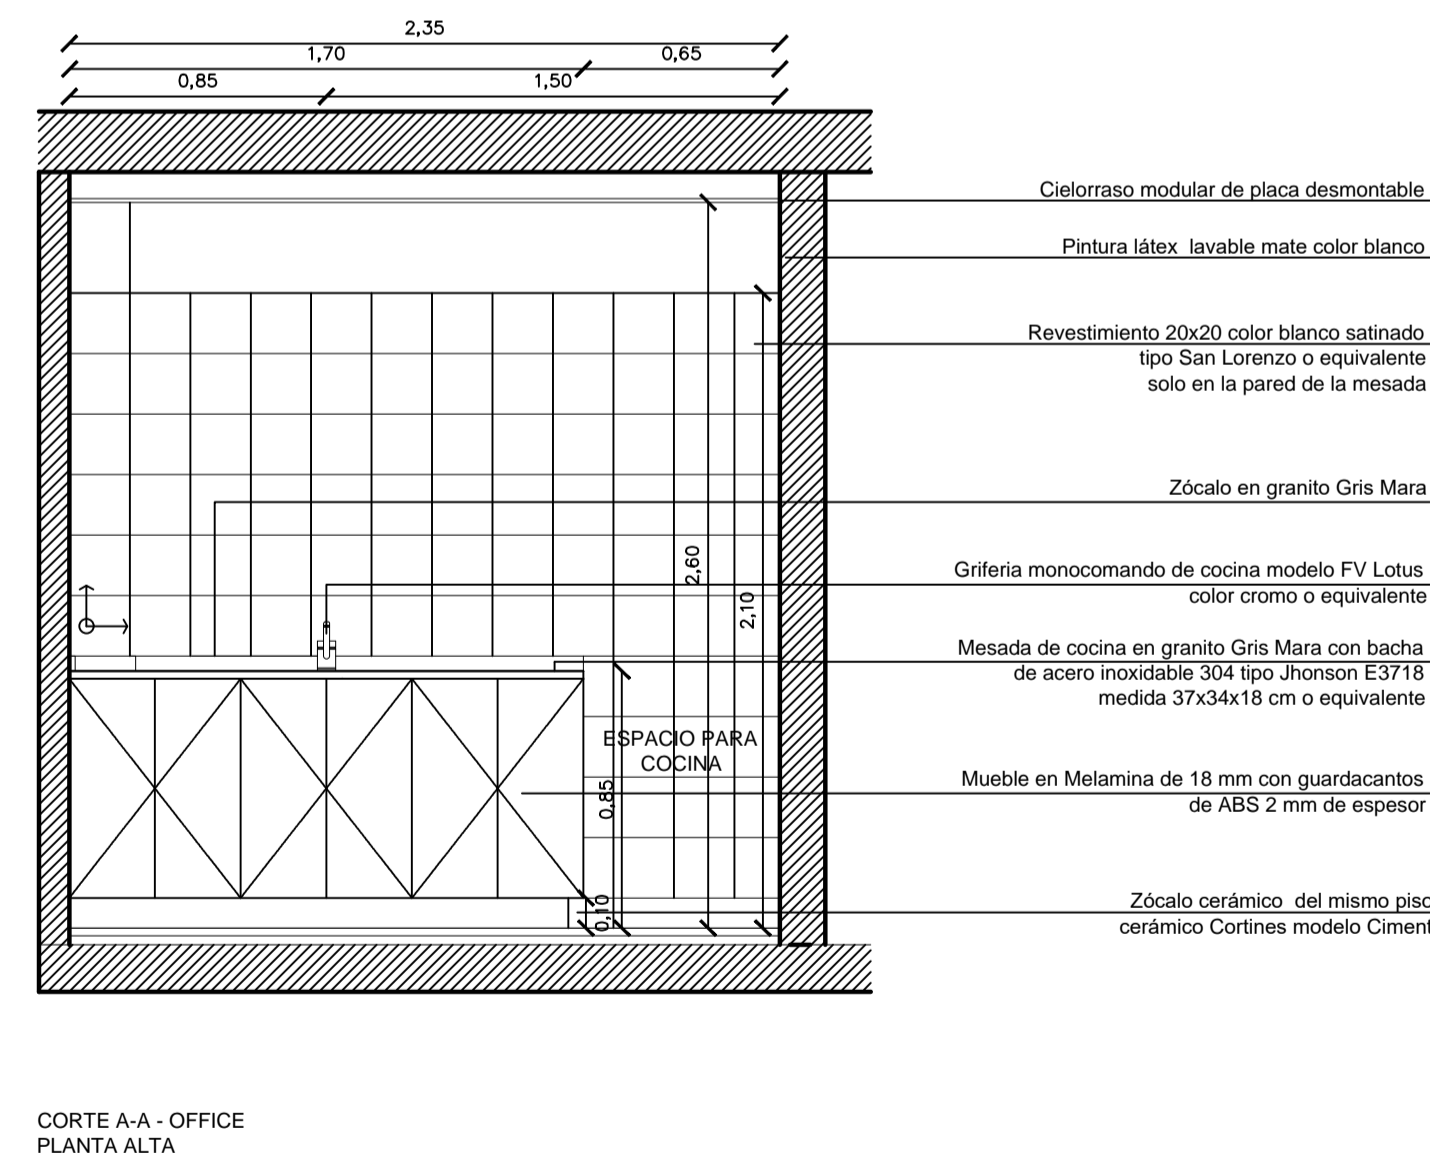 2,35
1,70
0,65
0,85
1,50
Cielorraso modular de placa desmontable
Pintura látex lavable mate color blanco
Revestimiento 20x20 color blanco satinado
tipo San Lorenzo o equivalente
solo en la pared de la mesada
Zócalo en granito Gris Mara
2,60
2,10
Griferia monocomando de cocina modelo FV Lotus
color cromo o equivalente
Mesada de cocina en granito Gris Mara con bacha
de acero inoxidable 304 tipo Jhonson E3718
medida 37x34x18 cm o equivalente
ESPACIO PARA
COCINA
0,85
Mueble en Melamina de 18 mm con guardacantos
de ABS 2 mm de espesor
0,10
Zócalo cerámico del mismo pisc
cerámico Cortines modelo Ciment
CORTE A-A - OFFICE
PLANTA ALTA